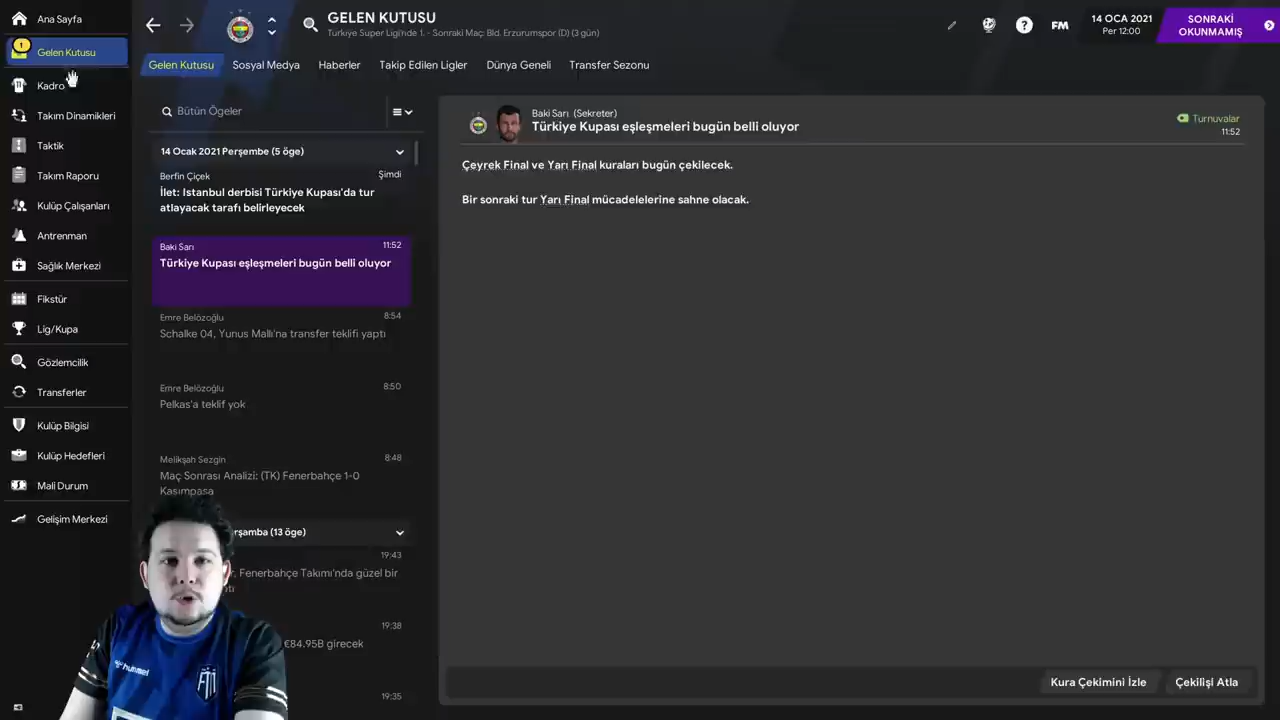 Ana Sayfa
1
Gelen Kutusu
Kadro
Takım Dinamikleri
Taktik
Takım Raporu
Kulüp Çalışanları
Antrenman
Sağlık Merkezi
Fikstür
Lig/Kupa
Gözlemcilik
Transferler
Kulüp Bilgisi
Kulüp Hedefleri
Mali Durum
Gelişim Merkezi
GELEN KUTUSU
Türkiye Süper Ligi'nde 1. - Sonraki Maç: Bld. Erzurumspor (D) (3 gün)
FM
14 OCA 2021
Per 12:00
SONRAKİ
OKUNMAMIŞ
Gelen Kutusu
Sosyal Medya
Haberler
Takip Edilen Ligler
Dünya Geneli
Transfer Sezonu
Bütün Ögeler
14 Ocak 2021 Perşembe (5 öge)
Berfin Çiçek
Şimdi
İlet: Istanbul derbisi Türkiye Kupası'da tur
atlayacak tarafı belirleyecek
Baki Sarı
11:52
Türkiye Kupası eşleşmeleri bugün belli oluyor
Emre Belözoğlu
8:54
Schalke 04, Yunus Mallı'na transfer teklifi yaptı
Emre Belözoğlu
8:50
Pelkas'a teklif yok
Melikşah Sezgin
8:48
Maç Sonrası Analizi: (TK) Fenerbahçe 1-0
Kasımpaşa
rşamba (13 öge)
19:43
, Fenerbahçe Takımı'nda güzel bir
19:38
€84.95B girecek
19:35
Baki Sarı (Sekreter)
Türkiye Kupası eşleşmeleri bugün belli oluyor
Turnuvalar
11:52
Çeyrek Final ve Yarı Final kuraları bugün çekilecek.
Bir sonraki tur Yarı Final mücadelelerine sahne olacak.
Kura Çekimini İzle
Çekilişi Atla
hummel